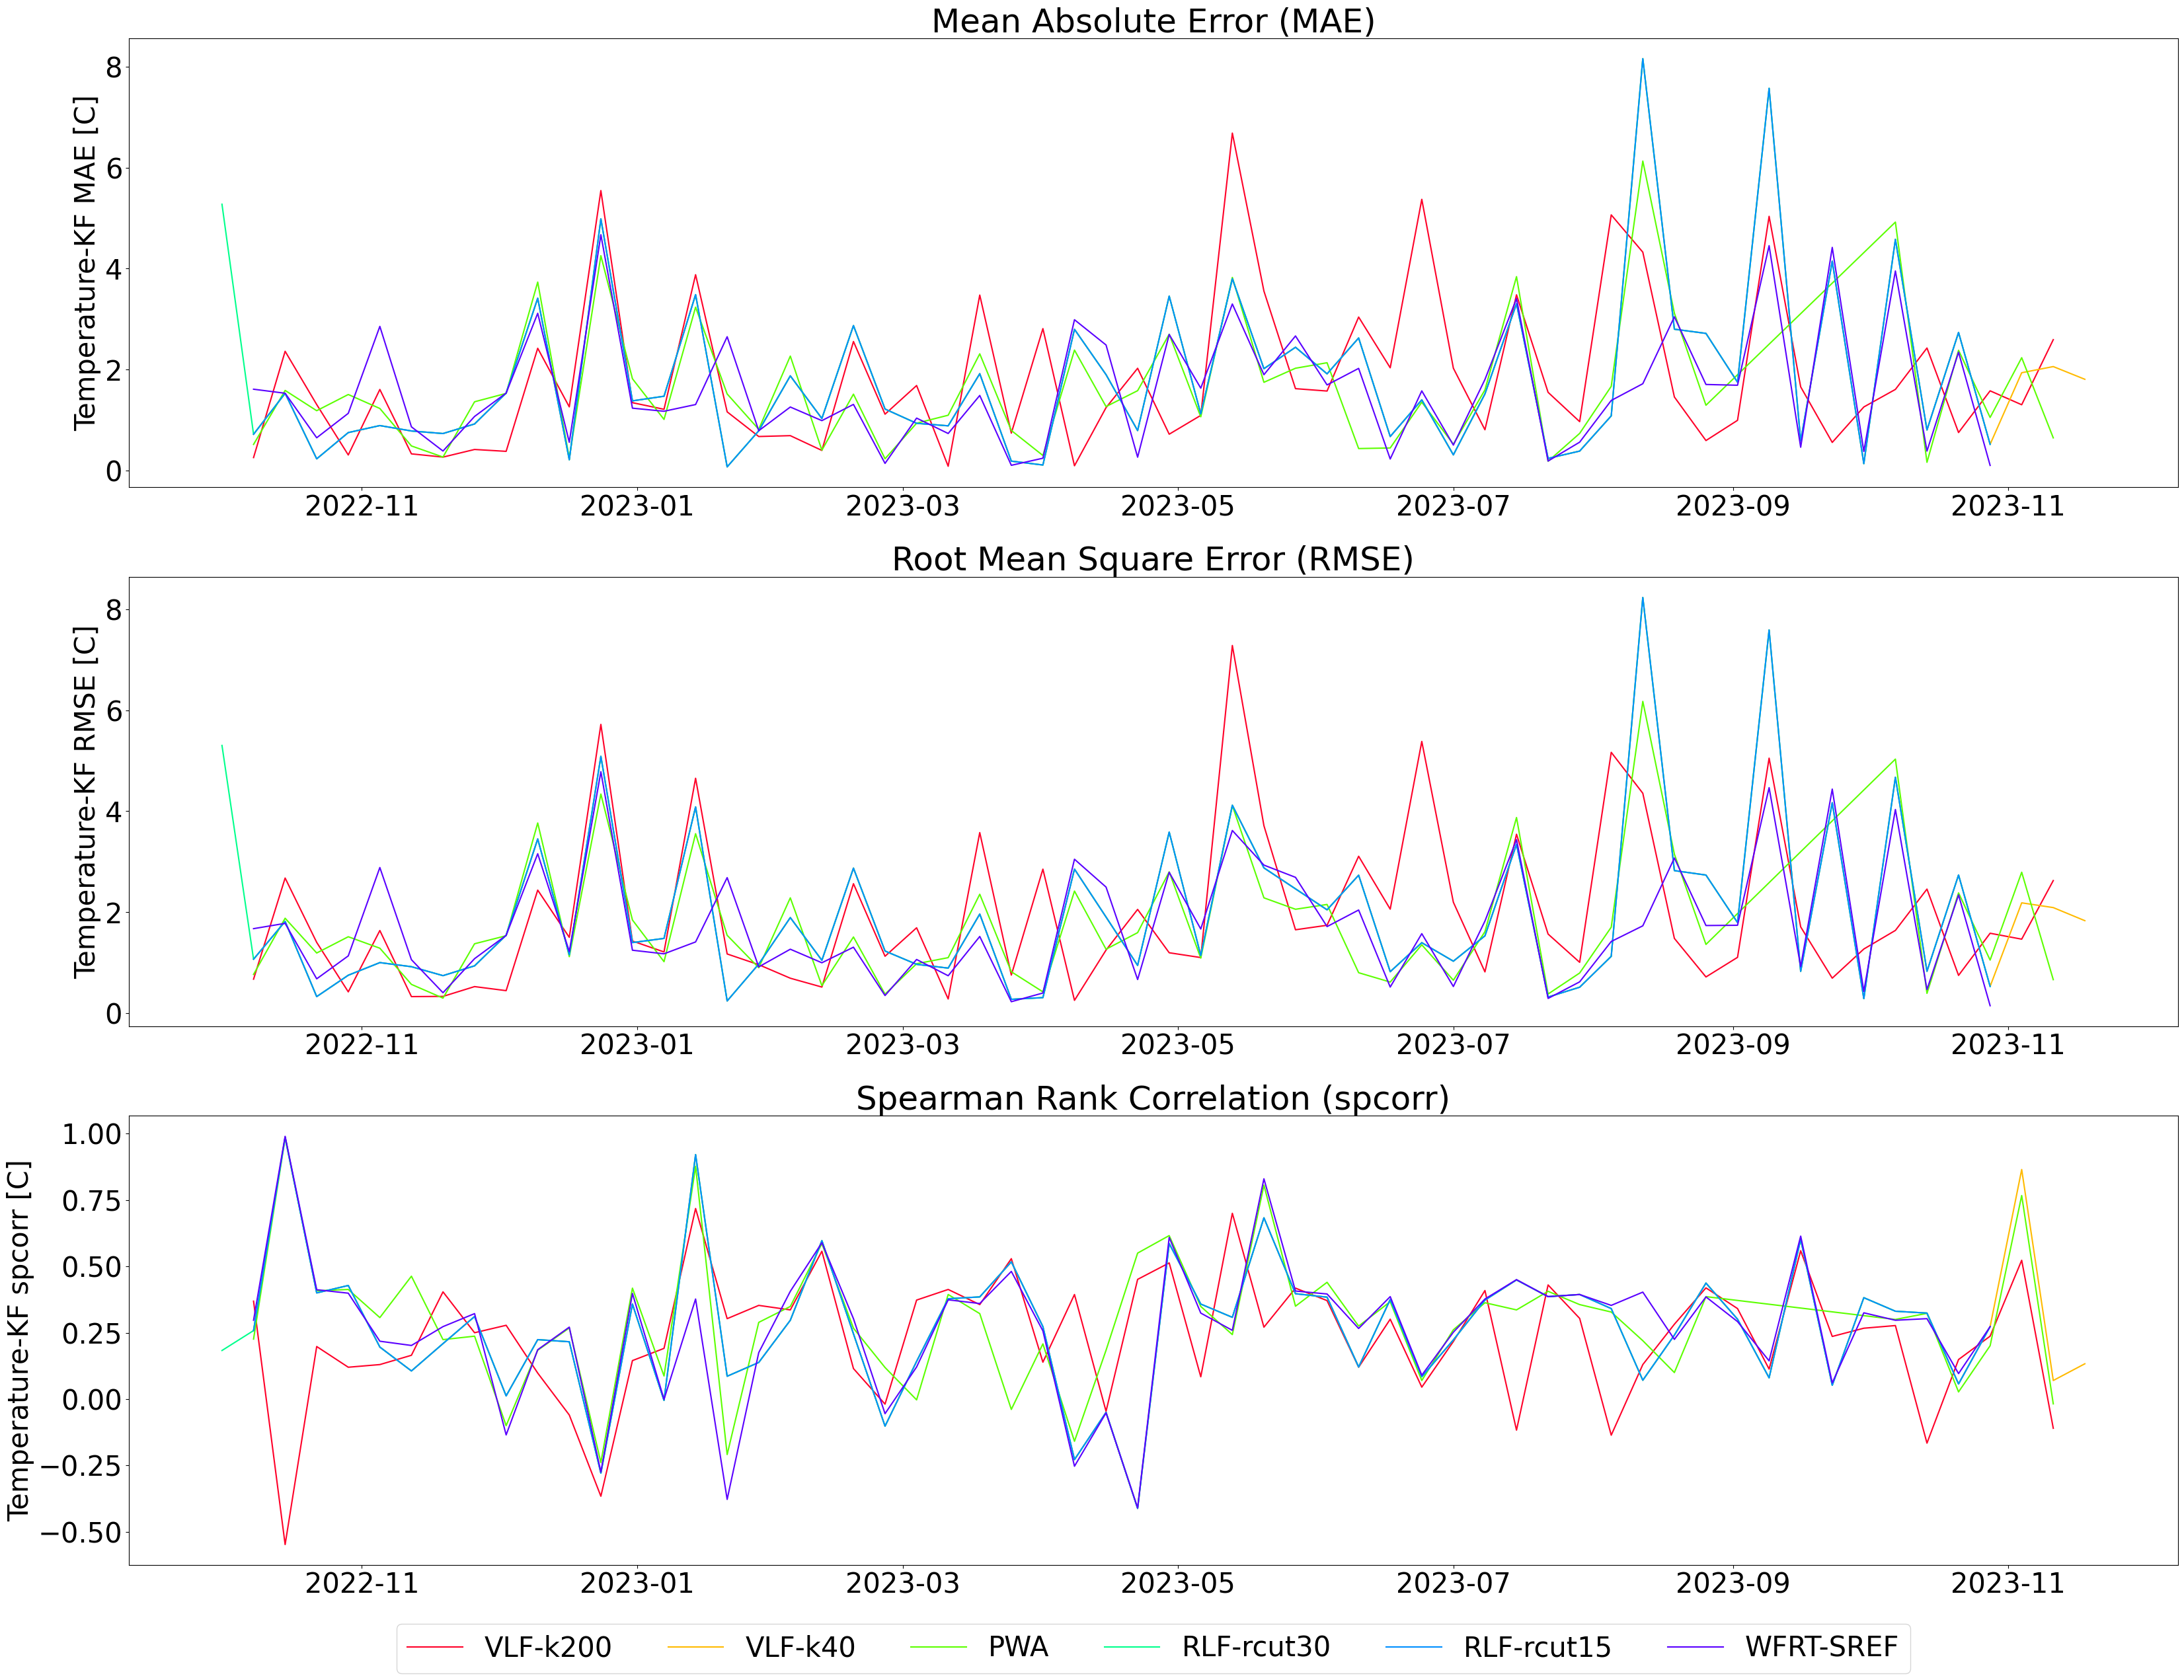 Mean Absolute Error (MAE)
Temperature-KF MAE [C]
8
6
4
2
0
2022-11 2023-01 2023-03 2023-05 2023-07 2023-09 2023-11
Root Mean Square Error (RMSE)
Temperature-KF RMSE [C]
8
6
4
2
0
2022-11 2023-01 2023-03 2023-05 2023-07 2023-09 2023-11
Spearman Rank Correlation (spcorr)
Temperature-KF spcorr [C]
1.00
0.75
0.50
0.25
0.00
−0.25
−0.50
2022-11 2023-01 2023-03 2023-05 2023-07 2023-09 2023-11
VLF-k200 VLF-k40 PWA RLF-rcut30 RLF-rcut15 WFRT-SREF